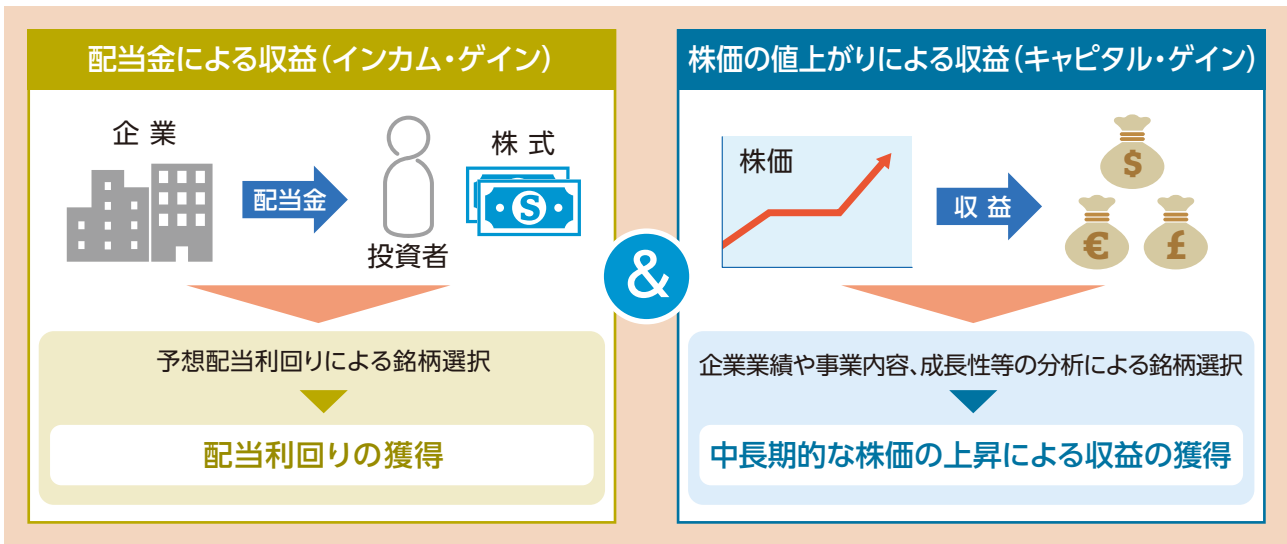 配当金による収益(インカム・ゲイン)
企業
配当金
投資者
株式
S
予想配当利回りによる銘柄選択
配当利回りの獲得
&
株価の値上がりによる収益(キャピタル・ゲイン)
株価
収益
$
€
£
企業業績や事業内容、成長性等の分析による銘柄選択
中長期的な株価の上昇による収益の獲得